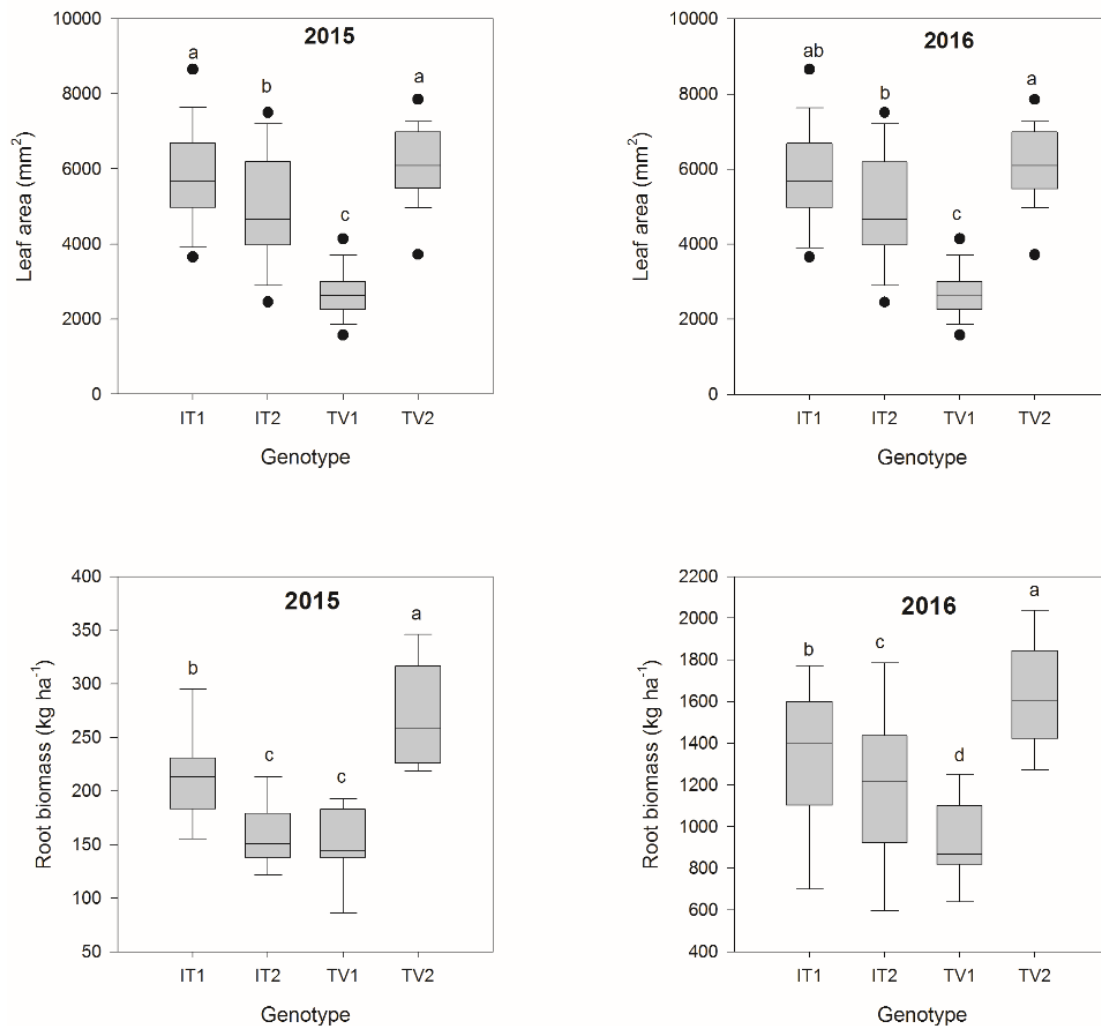 2015
Leaf area (mm²)
10000
8000
6000
4000
2000
0
a
b
c
a
IT1 IT2 TV1 TV2
Genotype
2016
Leaf area (mm²)
10000
8000
6000
4000
2000
0
ab
b
c
a
IT1 IT2 TV1 TV2
Genotype
2015
Root biomass (kg ha⁻¹)
400
350
300
250
200
150
100
50
b
c
c
a
IT1 IT2 TV1 TV2
Genotype
2016
Root biomass (kg ha⁻¹)
2200
2000
1800
1600
1400
1200
1000
800
600
400
b
c
d
a
IT1 IT2 TV1 TV2
Genotype